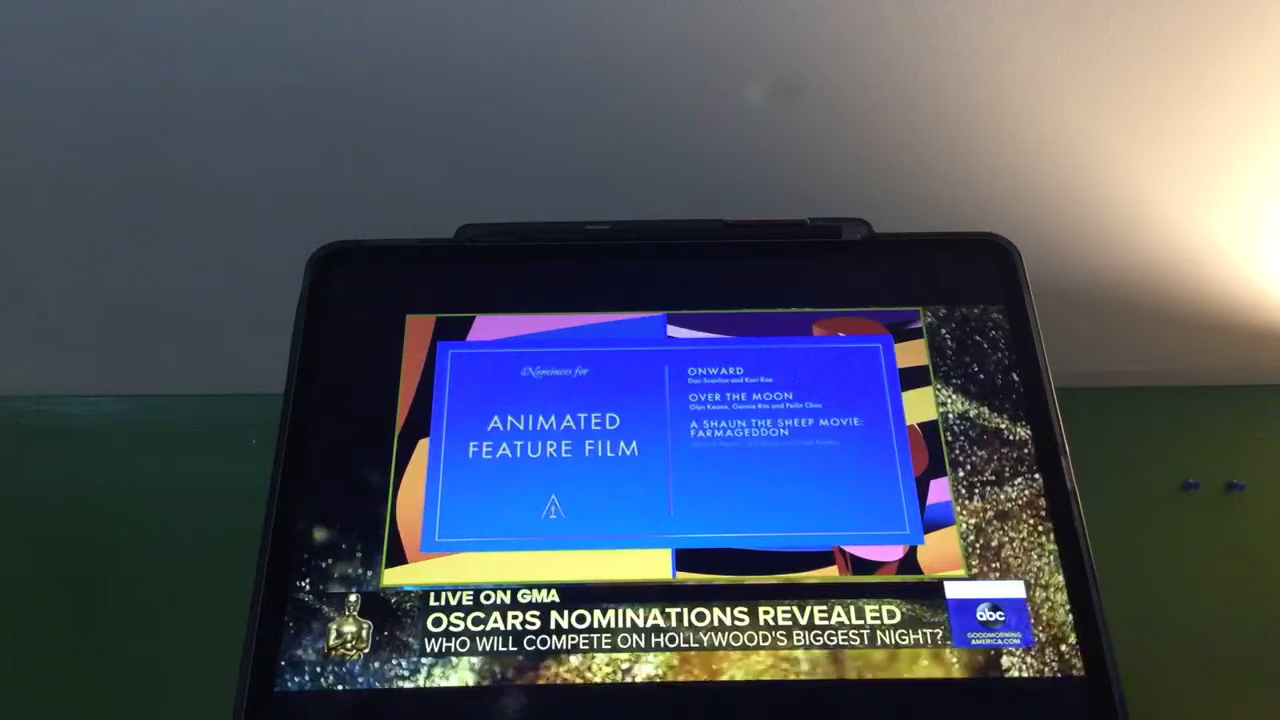 Nominees for
ANIMATED
FEATURE FILM
ONWARD
Dan Scanlon and Kori Rae
OVER THE MOON
Glen Keane, Gennie Rim and Peilin Chou
A SHAUN THE SHEEP MOVIE:
FARMAGEDDON
LIVE ON GMA
OSCARS NOMINATIONS REVEALED
WHO WILL COMPETE ON HOLLYWOOD'S BIGGEST NIGHT?
abc
GOODMORNING
AMERICA.COM